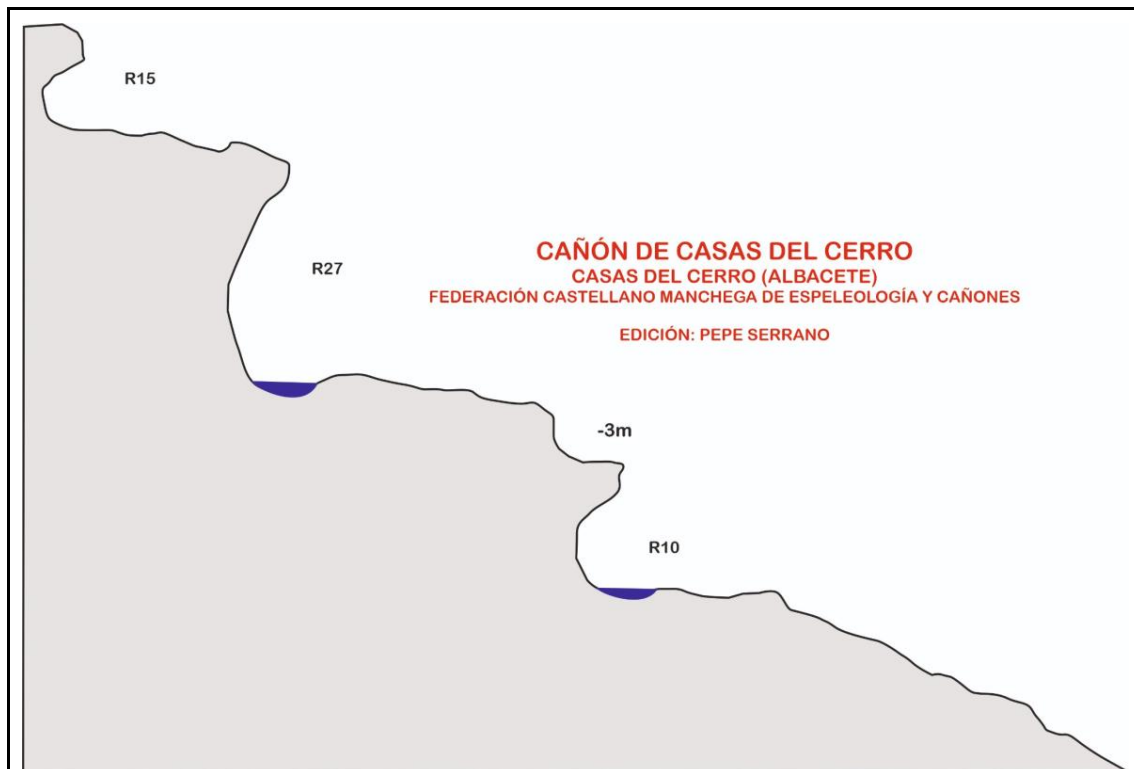 R15
R27
CAÑÓN DE CASAS DEL CERRO
CASAS DEL CERRO (ALBACETE)
FEDERACIÓN CASTELLANO MANCHEGA DE ESPELEOLOGÍA Y CAÑONES
EDICIÓN: PEPE SERRANO
-3m
R10